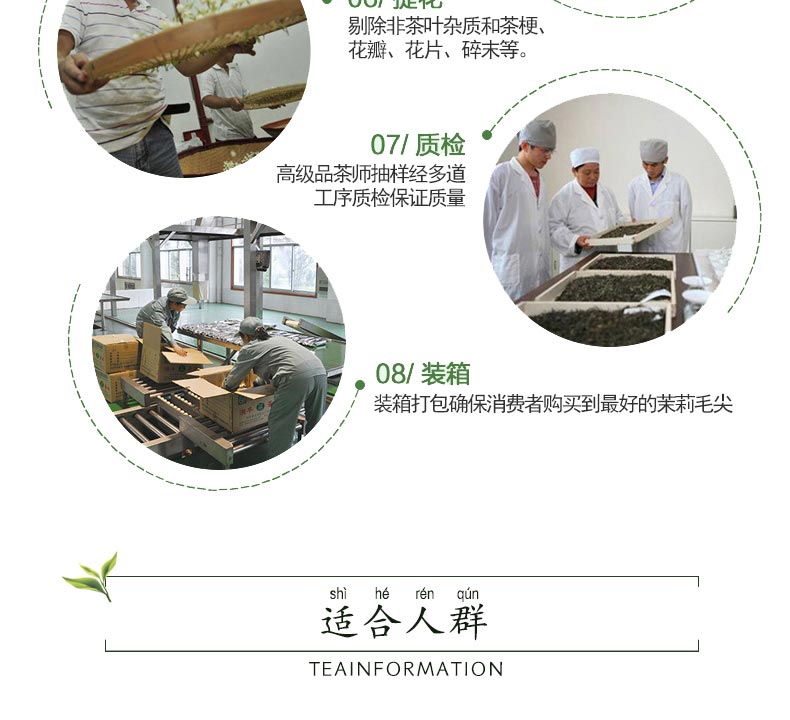 06/ 提花
剔除非茶叶杂质和茶梗、
花瓣、花片、碎末等。
07/ 质检
高级品茶师抽样经多道
工序质检保证质量
08/ 装箱
装箱打包确保消费者购买到最好的茉莉毛尖
shì hé rén qún
适合人群
TEAINFORMATION